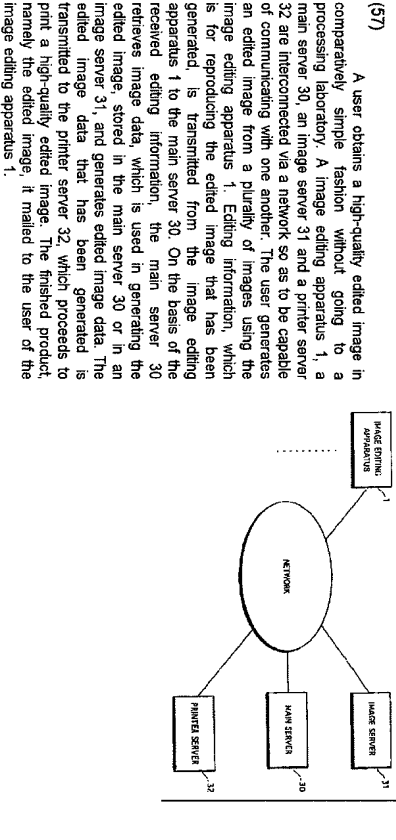 (57)
A user obtains a high-quality edited image in
comparatively simple fashion without going to a
processing laboratory. A image editing apparatus 1, a
main server 30, an image server 31 and a printer server
32 are interconnected via a network so as to be capable
of communicating with one another. The user generates
an edited image from a plurality of images using the
image editing apparatus 1. Editing information, which
is for reproducing the edited image that has been
generated, is transmitted from the image editing
apparatus 1 to the main server 30. On the basis of the
received editing information, the main server 30
retrieves image data, which is used in generating the
edited image, stored in the main server 30 or in an
image server 31, and generates edited image data. The
edited image data that has been generated is
transmitted to the printer server 32, which proceeds to
print a high-quality edited image. The finished product,
namely the edited image, it mailed to the user of the
image editing apparatus 1.
IMAGE EDITING
APPARATUS
1
NETWORK
IMAGE SERVER
31
MAIN SERVER
30
PRINTER SERVER
32